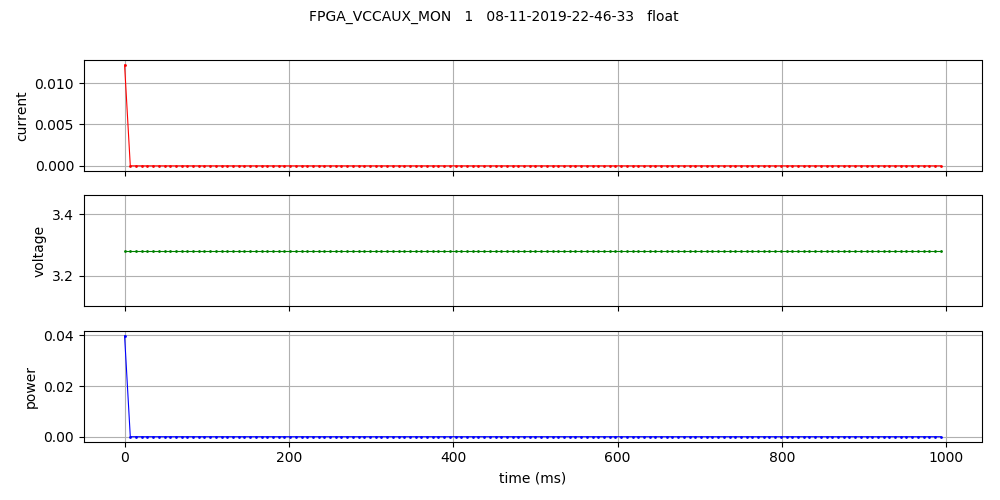 FPGA_VCCAUX_MON 1 08-11-2019-22-46-33 float
0.010
0.005
0.000
current
3.4
3.2
voltage
0.04
0.02
0.00
power
0 200 400 600 800 1000
time (ms)